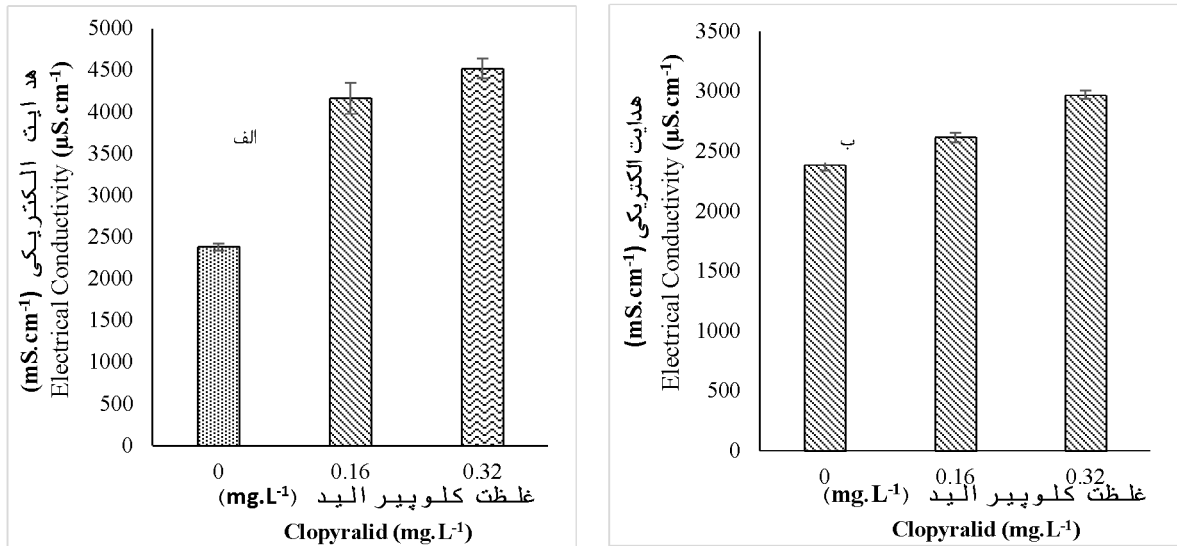 هدایت الکتریکی (mS.cm-1)
Electrical Conductivity (µS.cm-1)
5000
4500
4000
3500
3000
2500
2000
1500
1000
500
0
الف
0 0.16 0.32
غلظت کلوپیرالید (mg.L-1)
Clopyralid (mg.L-1)
هدایت الکتریکی (mS.cm-1)
Electrical Conductivity (µS.cm-1)
3500
3000
2500
2000
1500
1000
500
0
ب
0 0.16 0.32
غلظت کلوپیرالید (mg.L-1)
Clopyralid (mg.L-1)